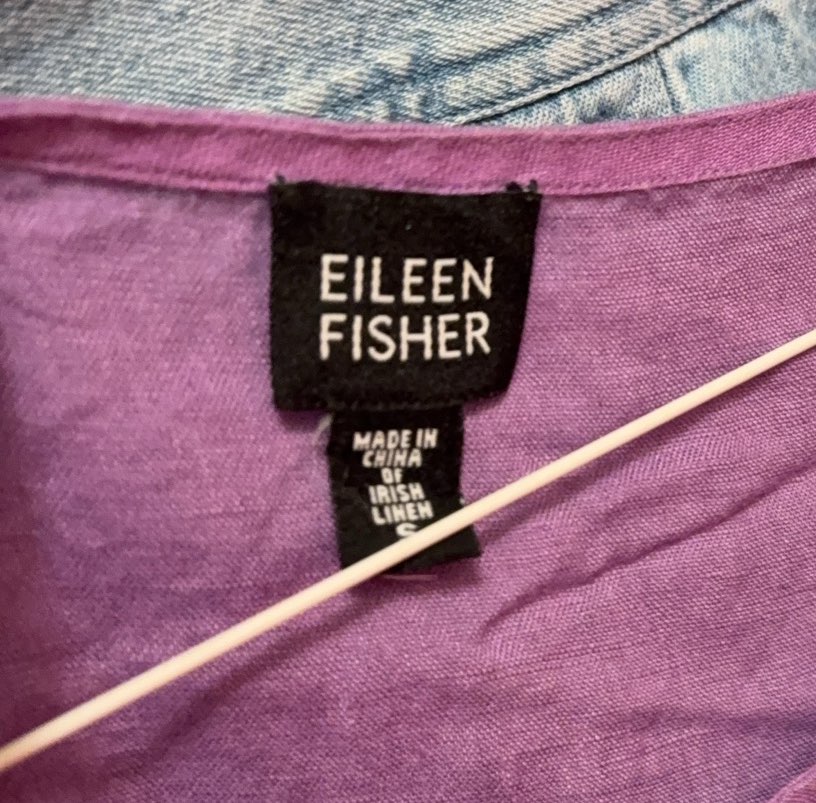 EILEEN
FISHER
MADE IN
CHINA
OF
IRISH
LINEN
S